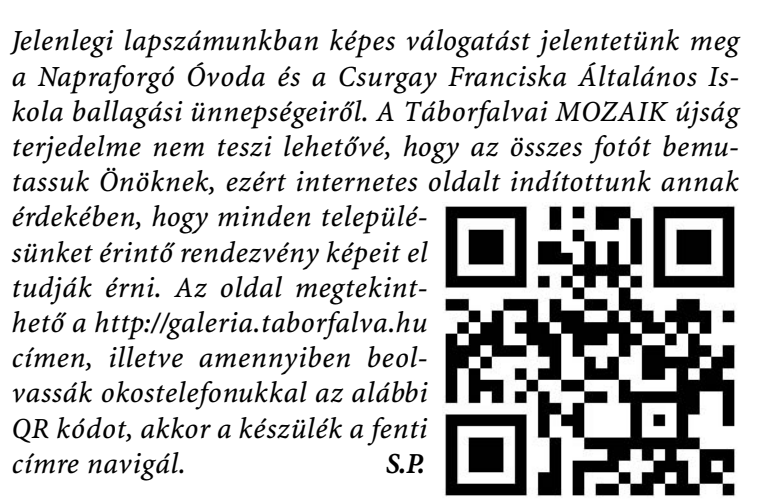 Jelenlegi lapszámunkban képes válogatást jelentetünk meg
a Napraforgó Óvoda és a Csurgay Franciska Általános Is-
kola ballagási ünnepségeiről. A Táborfalvai MOZAIK újság
terjedelme nem teszi lehetővé, hogy az összes fotót bemu-
tassuk Önöknek, ezért internetes oldalt indítottunk annak
érdekében, hogy minden települé-
sünket érintő rendezvény képeit el
tudják érni. Az oldal megtekint-
hető a http://galeria.taborfalva.hu
címen, illetve amennyiben beol-
vassák okostelefonukkal az alábbi
QR kódot, akkor a készülék a fenti
címre navigál. S.P.